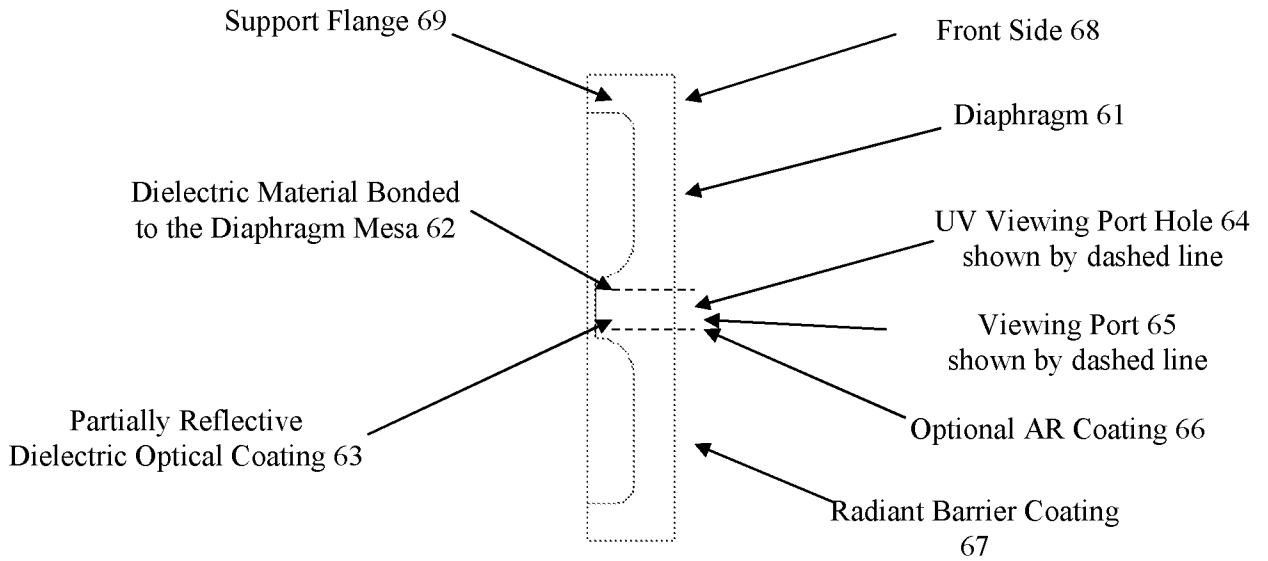 Support Flange 69
Front Side 68
Diaphragm 61
Dielectric Material Bonded
to the Diaphragm Mesa 62
UV Viewing Port Hole 64
shown by dashed line
Viewing Port 65
shown by dashed line
Partially Reflective
Dielectric Optical Coating 63
Optional AR Coating 66
Radiant Barrier Coating
67